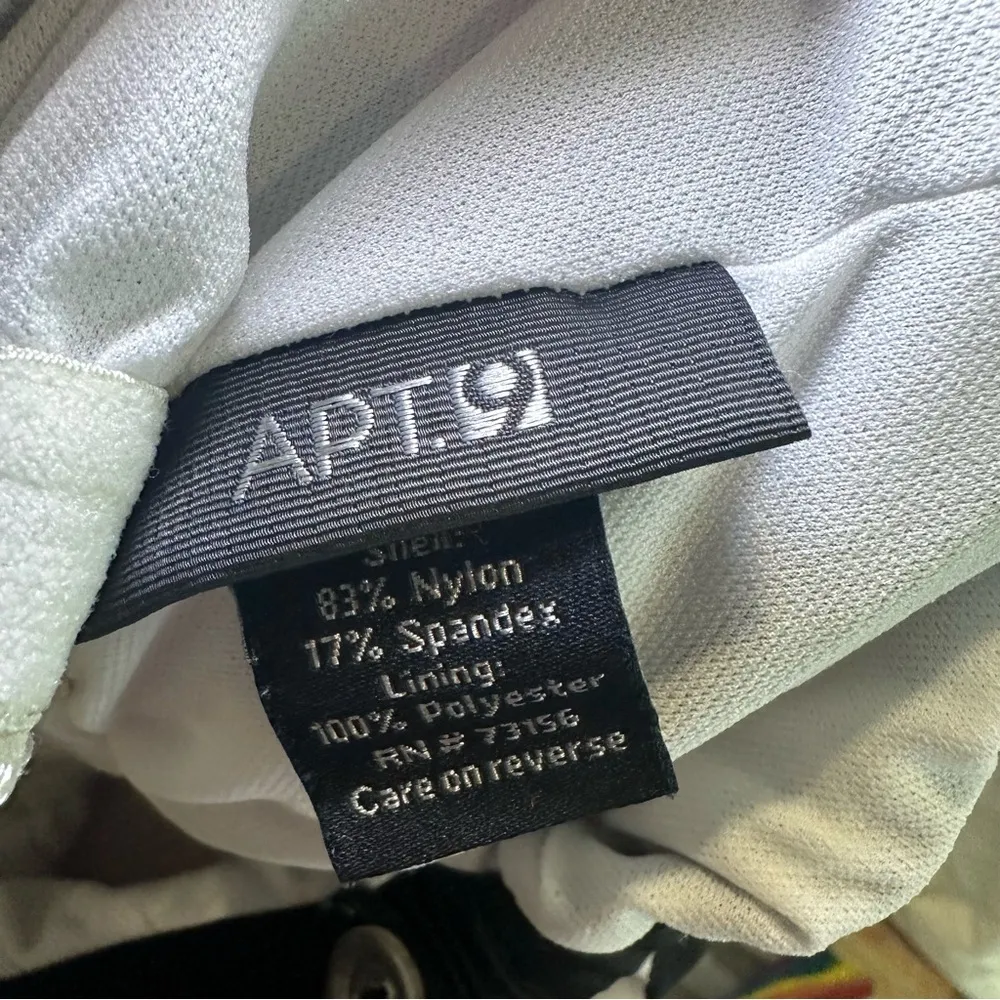 APT.9
Shell:
83% Nylon
17% Spandex
Lining:
100% Polyester
RN # 73156
Care on reverse